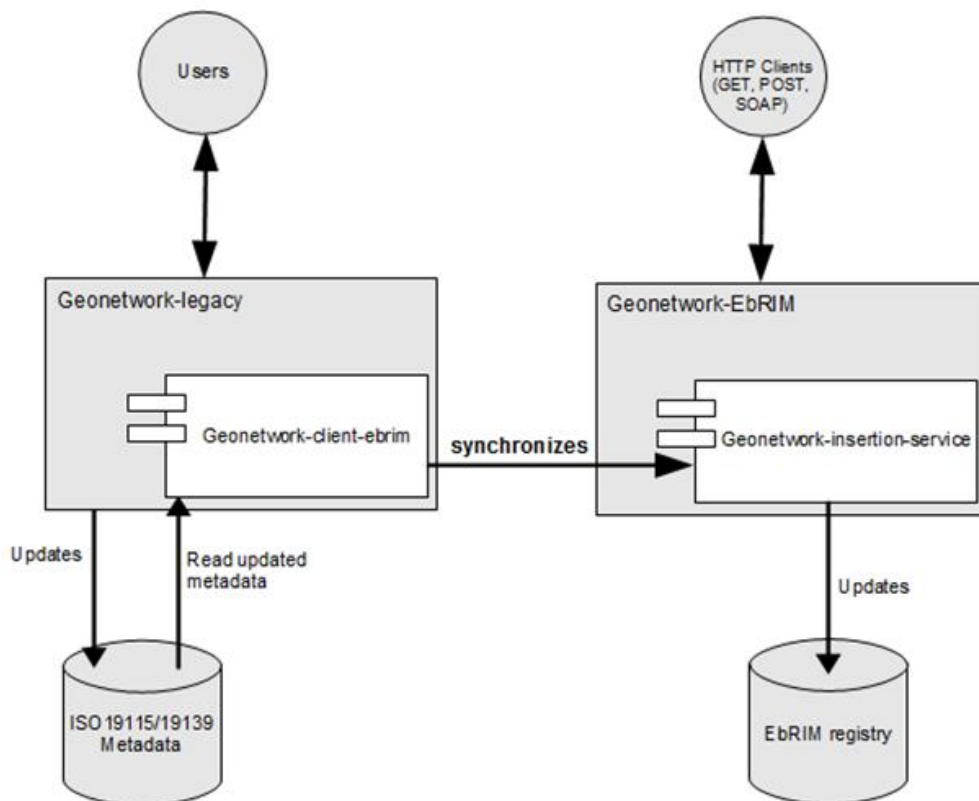 Users
HTTP Clients
(GET, POST,
SOAP)
Geonetwork-legacy
Geonetwork-EbRIM
Geonetwork-client-ebrim
synchronizes
Geonetwork-insertion-service
Updates
Read updated
metadata
Updates
ISO 19115/19139
Metadata
EbRIM registry